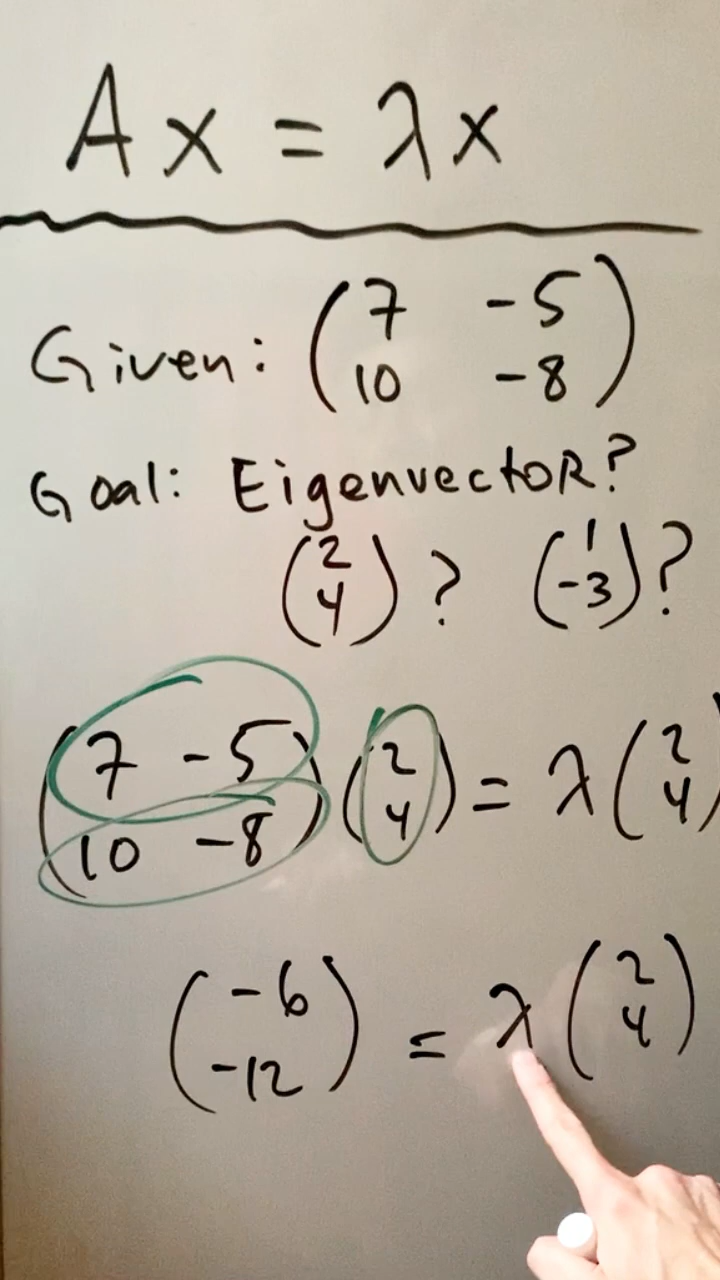 Ax = λx
Given: (7 -5
10 -8)
Goal: Eigenvector?
(2
4)? (1
-3)?
(7 -5
10 -8)(2
4) = λ(2
4)
(-6
-12) = λ(2
4)